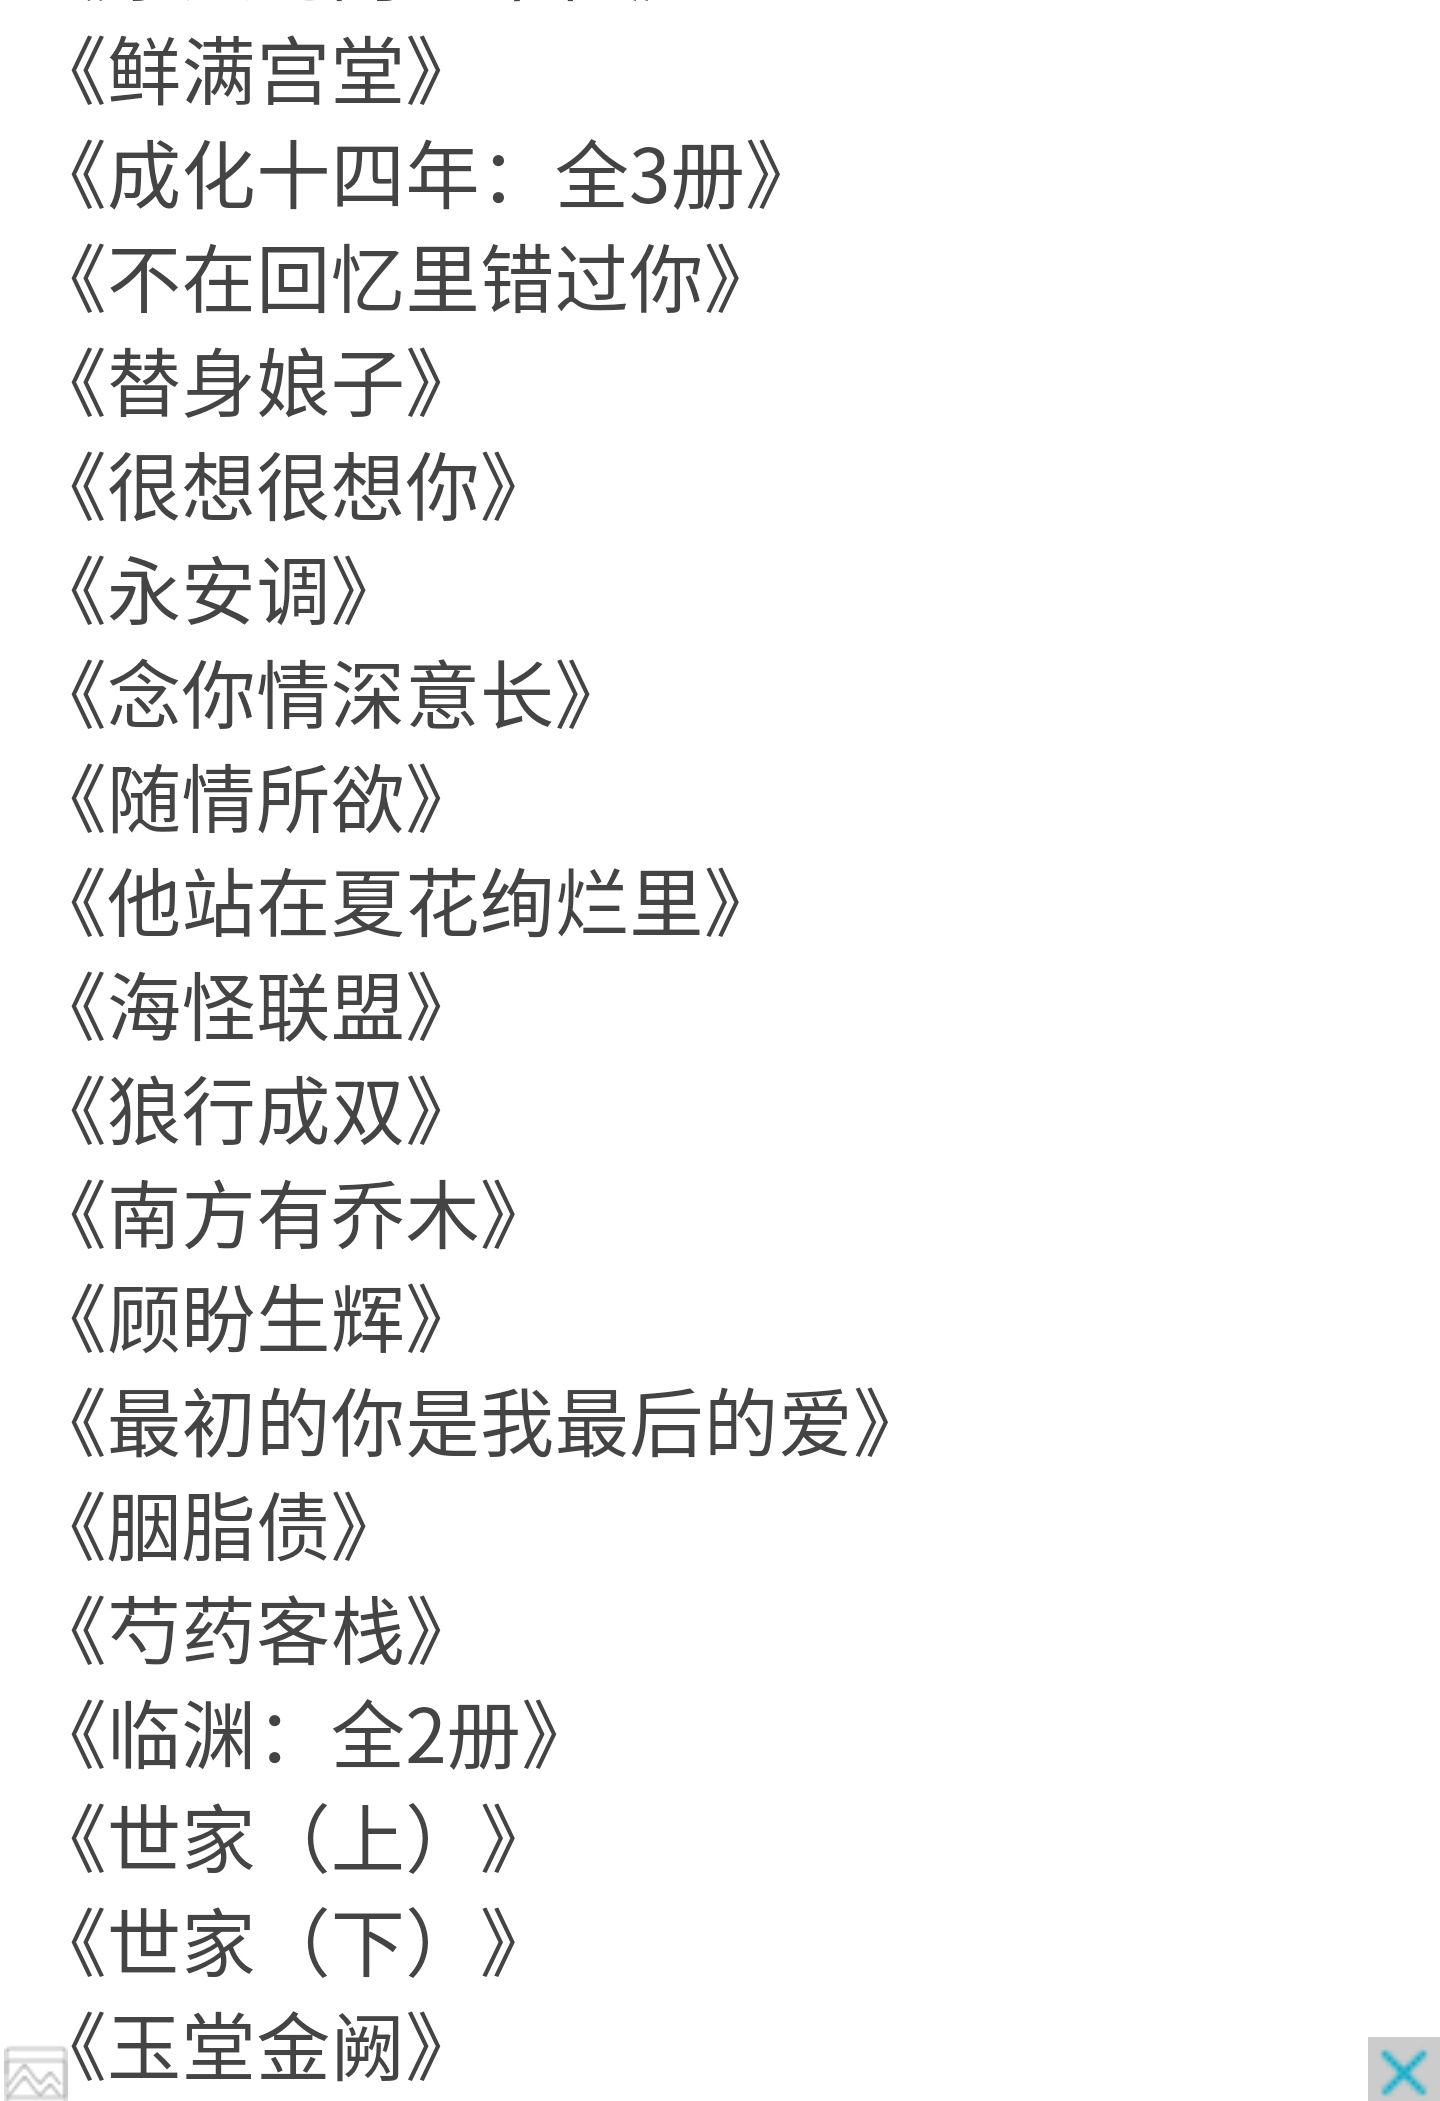 《鲜满宫堂》
《成化十四年：全3册》
《不在回忆里错过你》
《替身娘子》
《很想很想你》
《永安调》
《念你情深意长》
《随情所欲》
《他站在夏花绚烂里》
《海怪联盟》
《狼行成双》
《南方有乔木》
《顾盼生辉》
《最初的你是我最后的爱》
《胭脂债》
《芍药客栈》
《临渊：全2册》
《世家（上）》
《世家（下）》
《玉堂金阙》